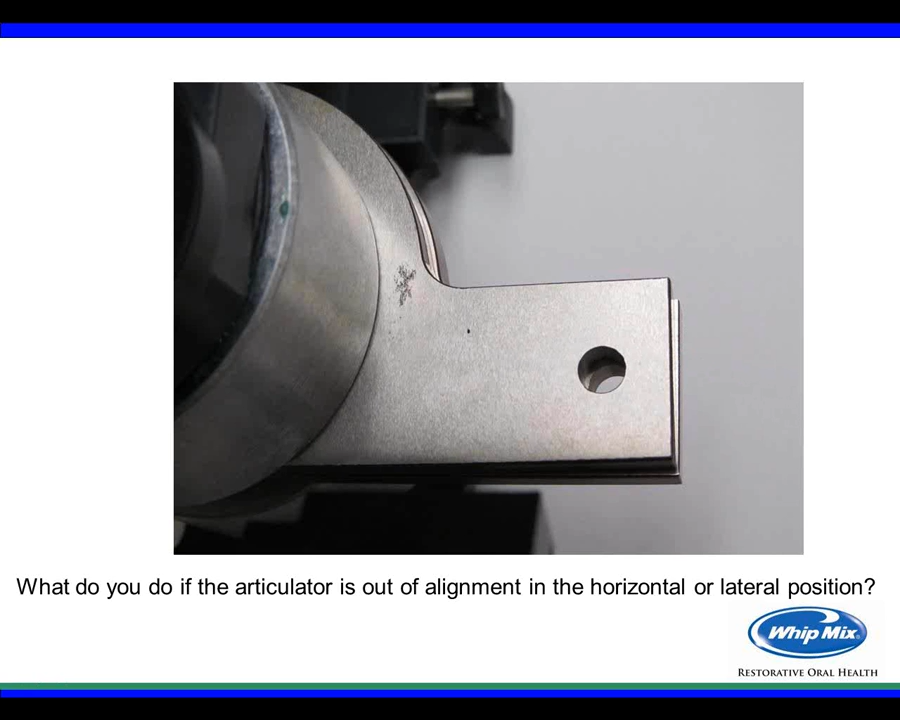 What do you do if the articulator is out of alignment in the horizontal or lateral position?
Whip Mix
RESTORATIVE ORAL HEALTH